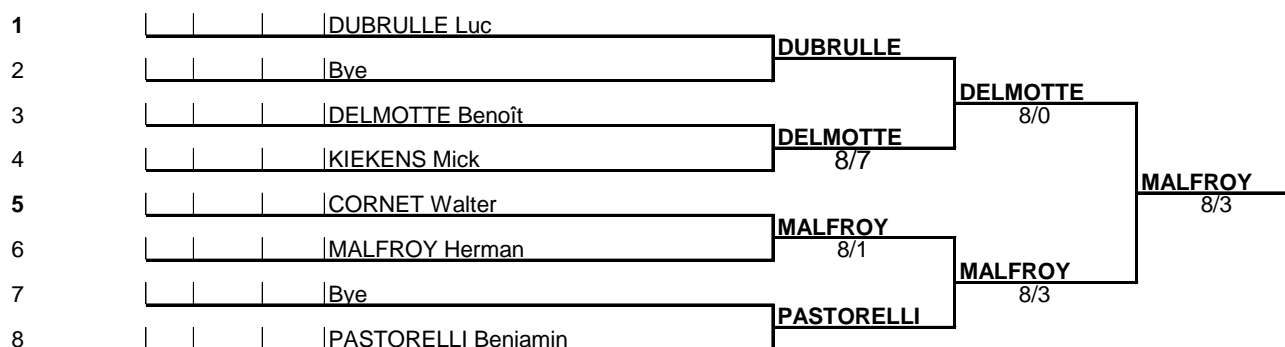 1 DUBRULLE Luc
DUBRULLE
2 Bye
DELMOTTE
8/0
3 DELMOTTE Benoît
DELMOTTE
8/7
4 KIEKENS Mick
MALFROY
8/3
5 CORNET Walter
MALFROY
8/1
6 MALFROY Herman
MALFROY
8/3
7 Bye
PASTORELLI
8 PASTORELLI Benjamin